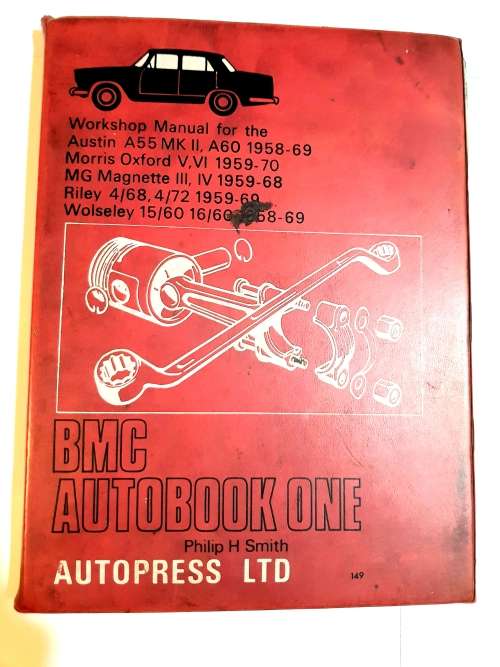 Workshop Manual for the
Austin A55 MK II, A60 1958-69
Morris Oxford V,VI 1959-70
MG Magnette III, IV 1959-68
Riley 4/68, 4/72 1959-69
Wolseley 15/60 16/60 58-69
BMC
AUTOBOOK ONE
Philip H Smith
AUTOPRESS LTD
149